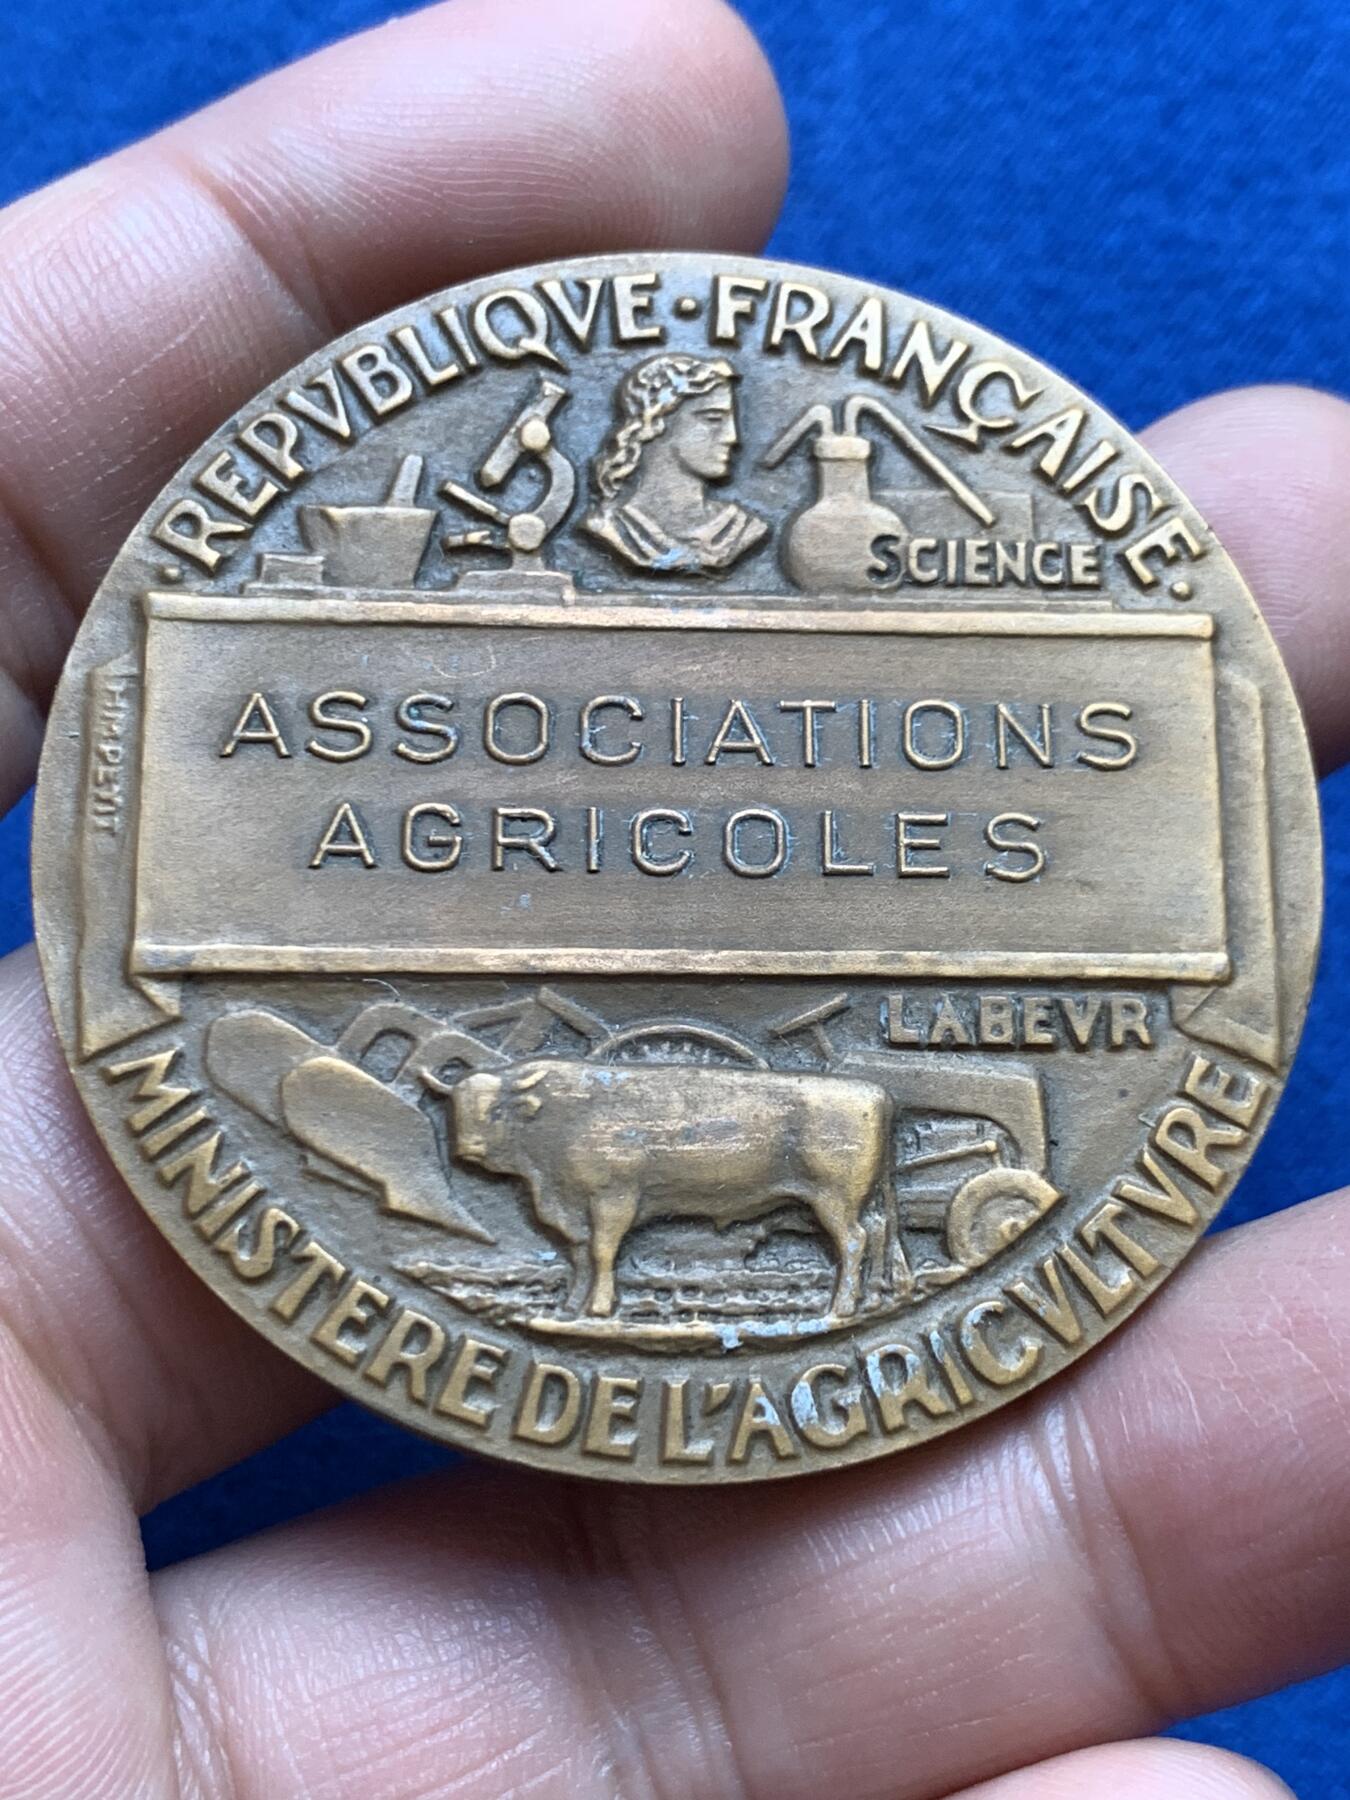 ·REPVBLIQVE·FRANÇAISE·
SCIENCE
ASSOCIATIONS
AGRICOLES
LABEVR
MINISTERE DE L'AGRICVLTVRE